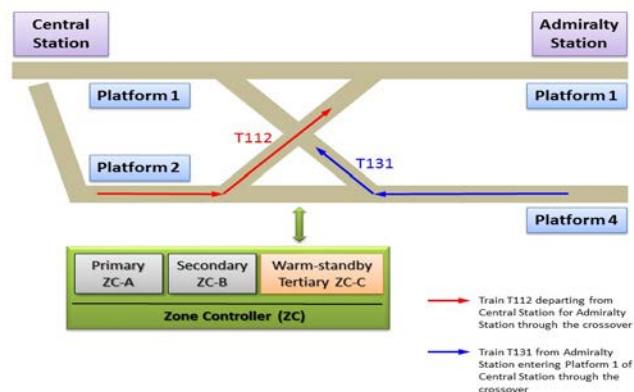 Central
Station
Admiralty
Station
Platform 1
Platform 1
T112
T131
Platform 2
Platform 4
Primary
ZC-A
Secondary
ZC-B
Warm-standby
Tertiary ZC-C
Zone Controller (ZC)
Train T112 departing from
Central Station for Admiralty
Station through the crossover
Train T131 from Admiralty
Station entering Platform 1 of
Central Station through the
crossover